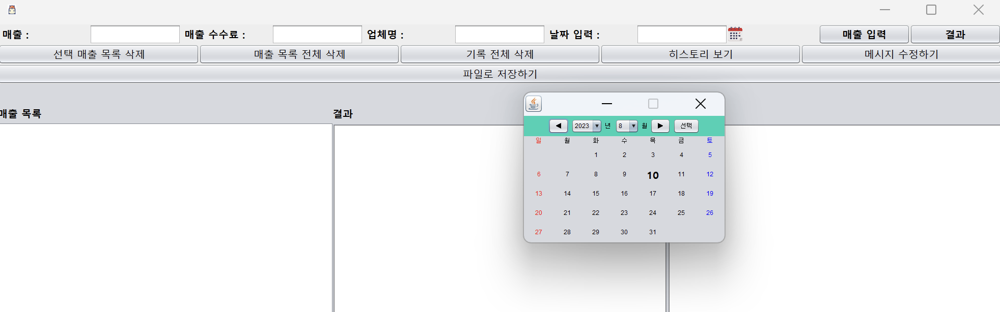 매출 : 매출 수수료 : 업체명 : 날짜 입력 : 매출 입력 결과
선택 매출 목록 삭제 매출 목록 전체 삭제 기록 전체 삭제 히스토리 보기 메시지 수정하기
파일로 저장하기
매출 목록 결과
2023 년 8 월 선택
일 월 화 수 목 금 토
1 2 3 4 5
6 7 8 9 10 11 12
13 14 15 16 17 18 19
20 21 22 23 24 25 26
27 28 29 30 31